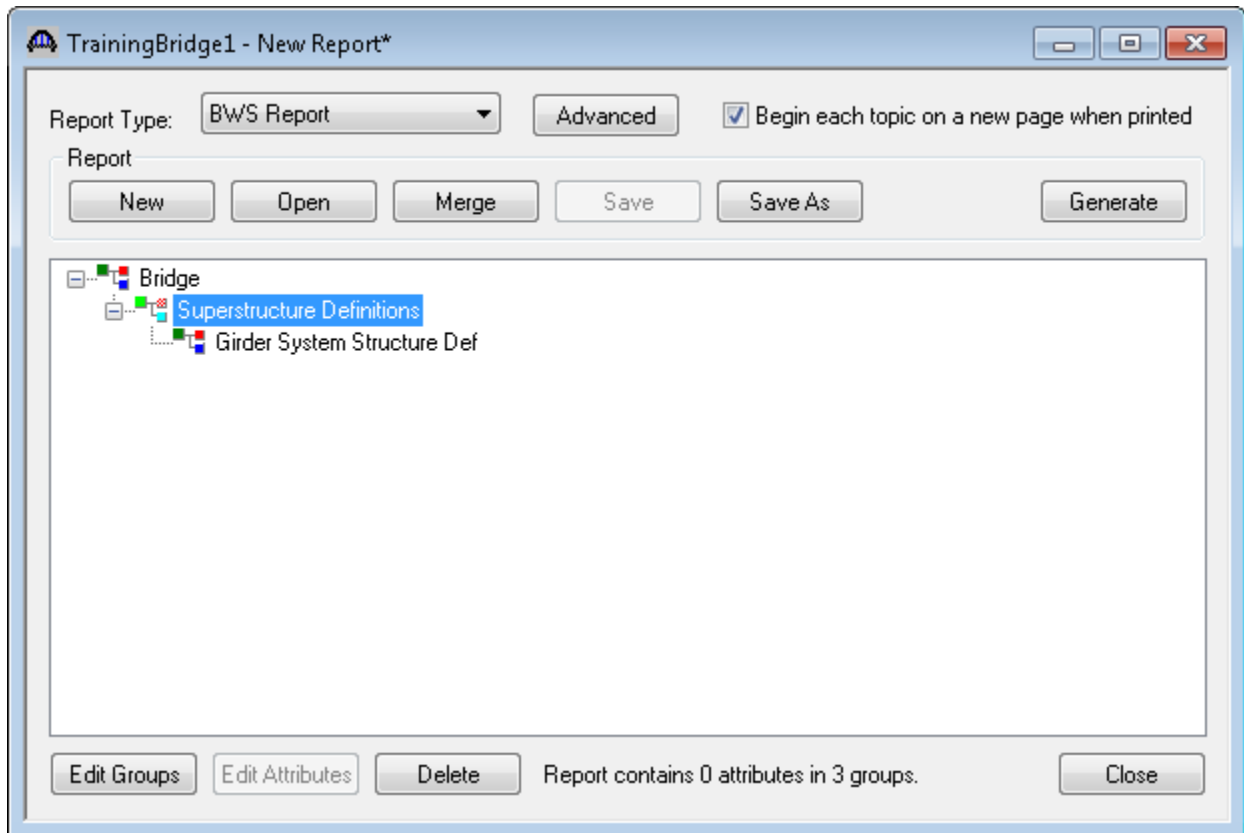 TrainingBridge1 - New Report*
Report Type: BWS Report Advanced Begin each topic on a new page when printed
Report
New Open Merge Save Save As Generate
Bridge
Superstructure Definitions
Girder System Structure Def
Edit Groups Edit Attributes Delete Report contains 0 attributes in 3 groups. Close